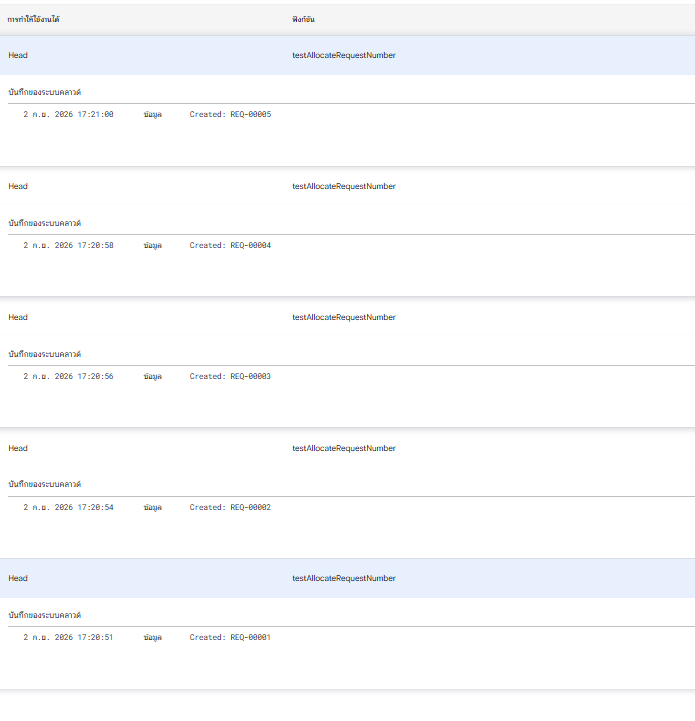 การทำให้ใช้งานได้ ฟังก์ชัน
Head testAllocateRequestNumber
บันทึกของระบบคลาวด์
2 ก.ย. 2026 17:21:00 ข้อมูล Created: REQ-00005
Head testAllocateRequestNumber
บันทึกของระบบคลาวด์
2 ก.ย. 2026 17:20:58 ข้อมูล Created: REQ-00004
Head testAllocateRequestNumber
บันทึกของระบบคลาวด์
2 ก.ย. 2026 17:20:56 ข้อมูล Created: REQ-00003
Head testAllocateRequestNumber
บันทึกของระบบคลาวด์
2 ก.ย. 2026 17:20:54 ข้อมูล Created: REQ-00002
Head testAllocateRequestNumber
บันทึกของระบบคลาวด์
2 ก.ย. 2026 17:20:51 ข้อมูล Created: REQ-00001